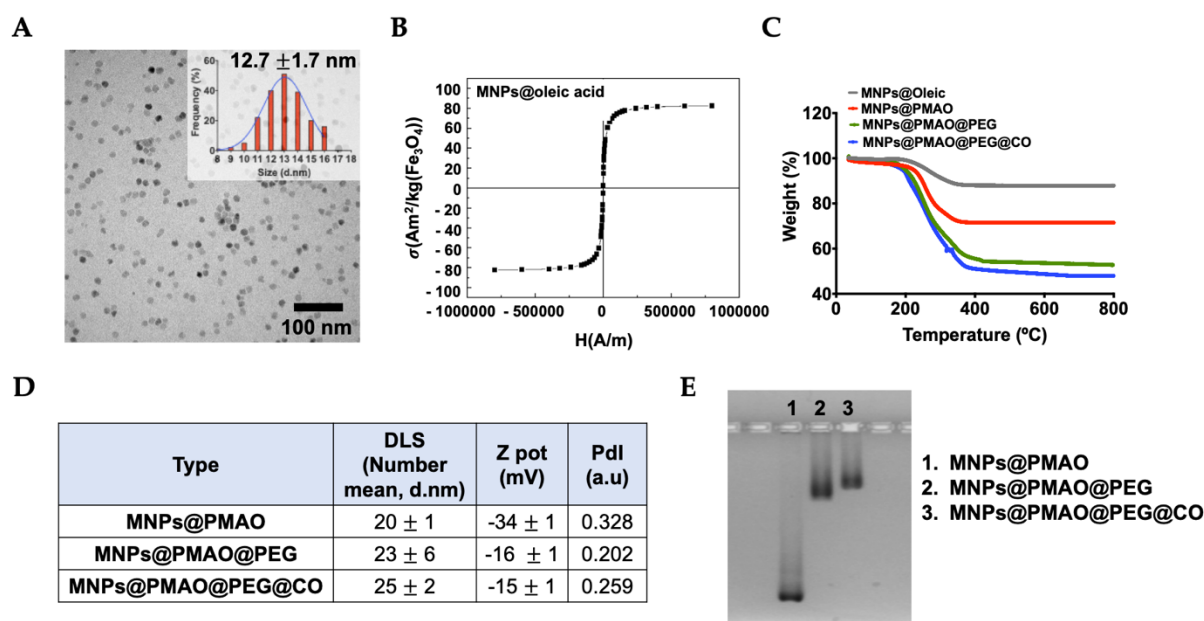 A
12.7 ±1.7 nm
60
40
20
0
Frequency (%)
8 9 10 11 12 13 14 15 16 17 18
Size (d.nm)
100 nm
B
MNPs@oleic acid
100
80
60
40
20
0
- 20
- 40
- 60
- 80
- 100
σ(Am²/kg(Fe₃O₄))
- 1000000 - 500000 0 500000 1000000
H(A/m)
C
MNPs@Oleic
MNPs@PMAO
MNPs@PMAO@PEG
MNPs@PMAO@PEG@CO
120
100
80
60
40
Weight (%)
0 200 400 600 800
Temperature (ºC)
D
Type DLS (Number mean, d.nm) Z pot (mV) PdI (a.u)
MNPs@PMAO 20 ± 1 -34 ± 1 0.328
MNPs@PMAO@PEG 23 ± 6 -16 ± 1 0.202
MNPs@PMAO@PEG@CO 25 ± 2 -15 ± 1 0.259
E
1 2 3
1. MNPs@PMAO
2. MNPs@PMAO@PEG
3. MNPs@PMAO@PEG@CO